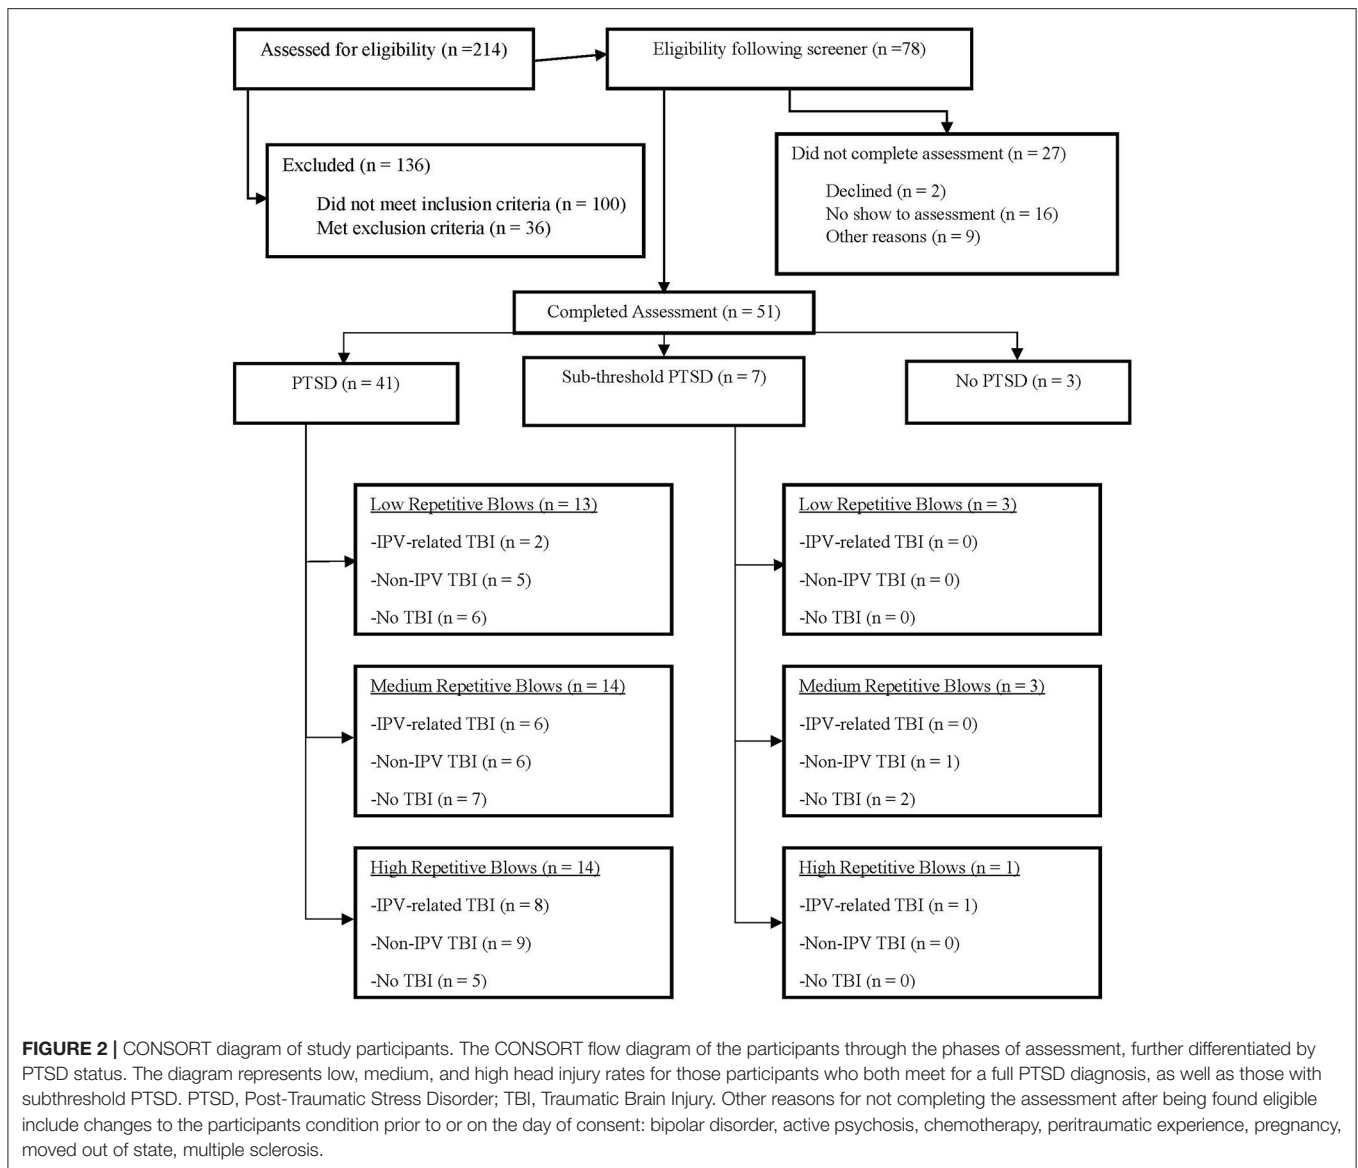 Assessed for eligibility (n =214)
Eligibility following screener (n =78)
Excluded (n = 136)
Did not meet inclusion criteria (n = 100)
Met exclusion criteria (n = 36)
Did not complete assessment (n = 27)
Declined (n = 2)
No show to assessment (n = 16)
Other reasons (n = 9)
Completed Assessment (n = 51)
PTSD (n = 41)
Sub-threshold PTSD (n = 7)
No PTSD (n = 3)
Low Repetitive Blows (n = 13)
-IPV-related TBI (n = 2)
-Non-IPV TBI (n = 5)
-No TBI (n = 6)
Low Repetitive Blows (n = 3)
-IPV-related TBI (n = 0)
-Non-IPV TBI (n = 0)
-No TBI (n = 0)
Medium Repetitive Blows (n = 14)
-IPV-related TBI (n = 6)
-Non-IPV TBI (n = 6)
-No TBI (n = 7)
Medium Repetitive Blows (n = 3)
-IPV-related TBI (n = 0)
-Non-IPV TBI (n = 1)
-No TBI (n = 2)
High Repetitive Blows (n = 14)
-IPV-related TBI (n = 8)
-Non-IPV TBI (n = 9)
-No TBI (n = 5)
High Repetitive Blows (n = 1)
-IPV-related TBI (n = 1)
-Non-IPV TBI (n = 0)
-No TBI (n = 0)
FIGURE 2 | CONSORT diagram of study participants. The CONSORT flow diagram of the participants through the phases of assessment, further differentiated by
PTSD status. The diagram represents low, medium, and high head injury rates for those participants who both meet for a full PTSD diagnosis, as well as those with
subthreshold PTSD. PTSD, Post-Traumatic Stress Disorder; TBI, Traumatic Brain Injury. Other reasons for not completing the assessment after being found eligible
include changes to the participants condition prior to or on the day of consent: bipolar disorder, active psychosis, chemotherapy, peritraumatic experience, pregnancy,
moved out of state, multiple sclerosis.